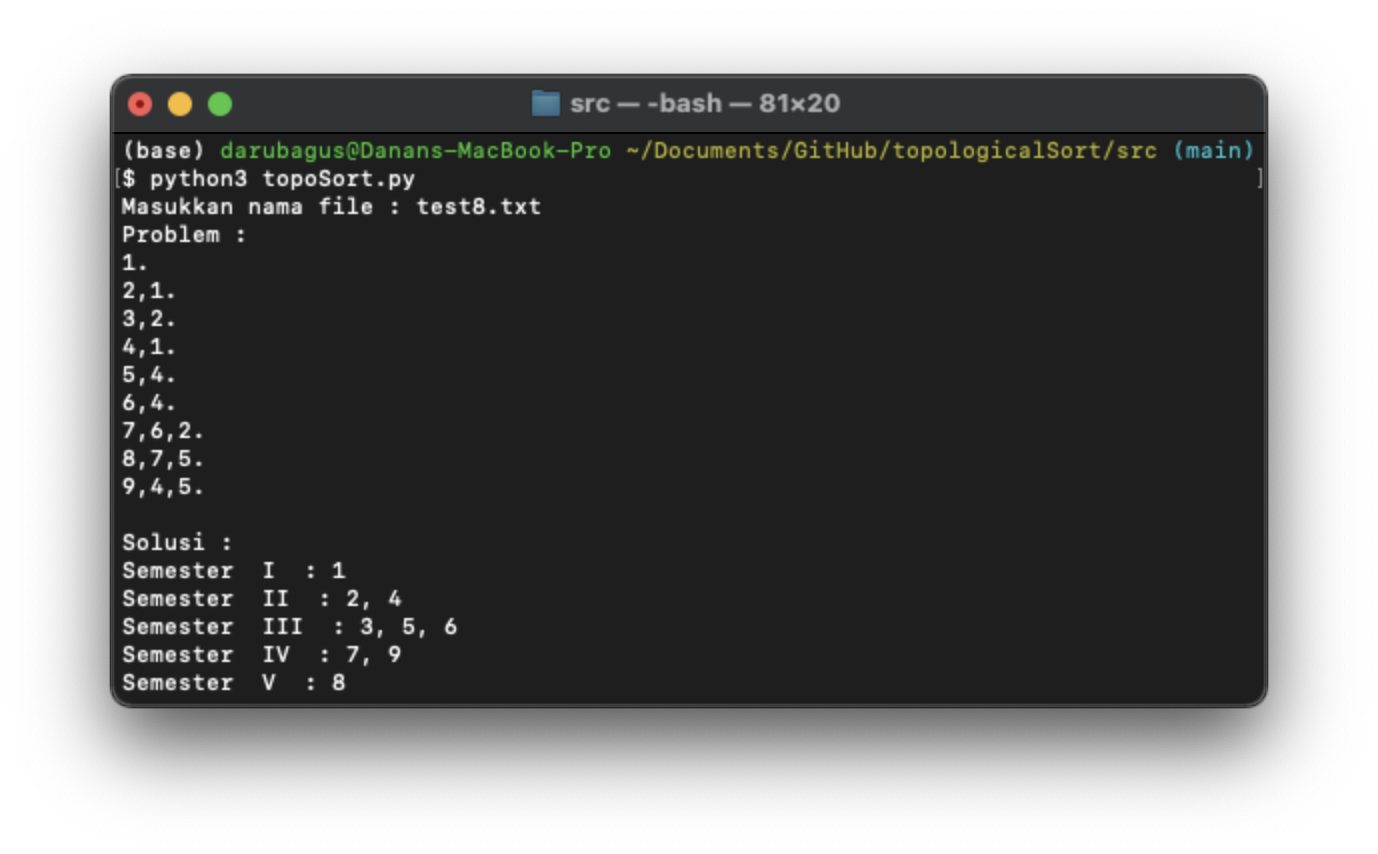 src — -bash — 81×20
(base) darubagus@Danans-MacBook-Pro ~/Documents/GitHub/topologicalSort/src (main)
[$ python3 topoSort.py ]
Masukkan nama file : test8.txt
Problem :
1.
2,1.
3,2.
4,1.
5,4.
6,4.
7,6,2.
8,7,5.
9,4,5.

Solusi :
Semester  I  : 1
Semester  II  : 2, 4
Semester  III  : 3, 5, 6
Semester  IV  : 7, 9
Semester  V  : 8